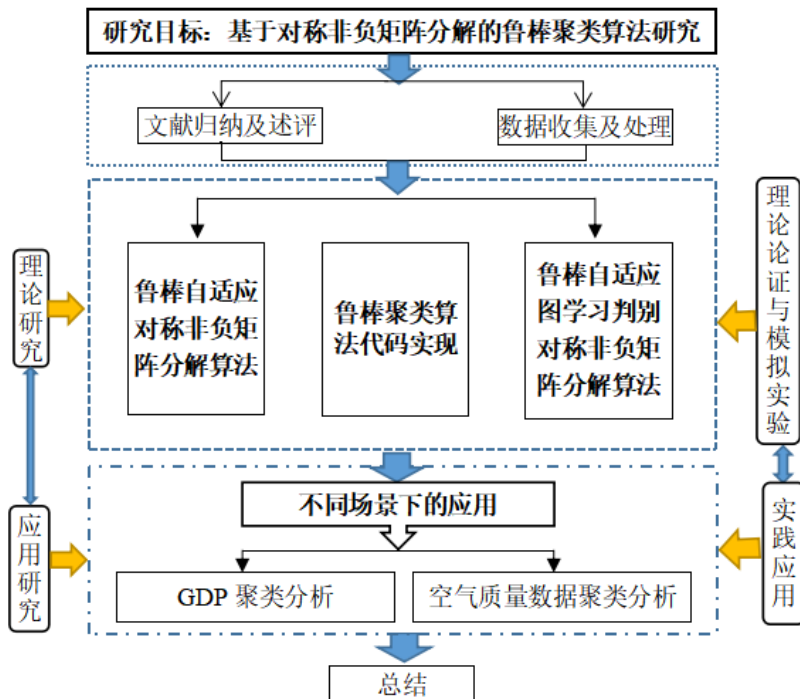 研究目标：基于对称非负矩阵分解的鲁棒聚类算法研究
文献归纳及述评
数据收集及处理
理论研究
鲁棒自适应
对称非负矩
阵分解算法
鲁棒聚类算
法代码实现
鲁棒自适应
图学习判别
对称非负矩
阵分解算法
理论论证与模拟实验
不同场景下的应用
应用研究
GDP 聚类分析
空气质量数据聚类分析
实践应用
总结